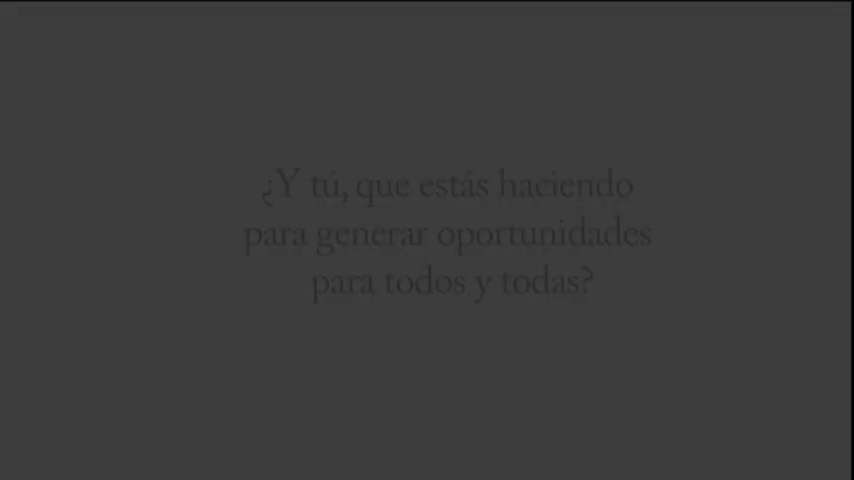 ¿Y tú, que estás haciendo
para generar oportunidades
para todos y todas?